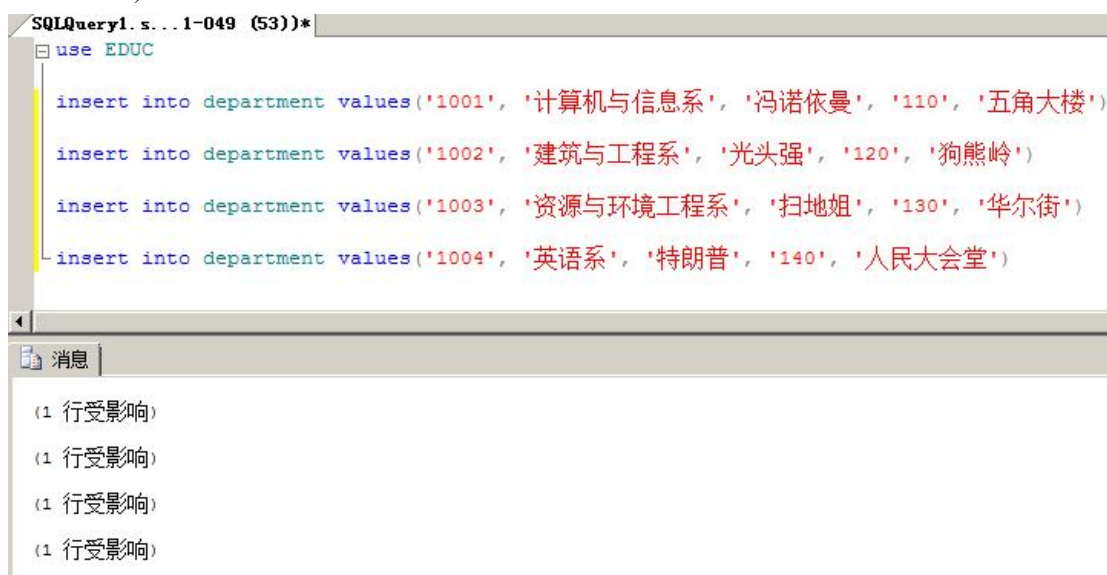 SQLQuery1.s...1-049 (53))*
use EDUC
insert into department values('1001', '计算机与信息系', '冯诺依曼', '110', '五角大楼')
insert into department values('1002', '建筑与工程系', '光头强', '120', '狗熊岭')
insert into department values('1003', '资源与环境工程系', '扫地姐', '130', '华尔街')
insert into department values('1004', '英语系', '特朗普', '140', '人民大会堂')
消息
(1 行受影响)
(1 行受影响)
(1 行受影响)
(1 行受影响)